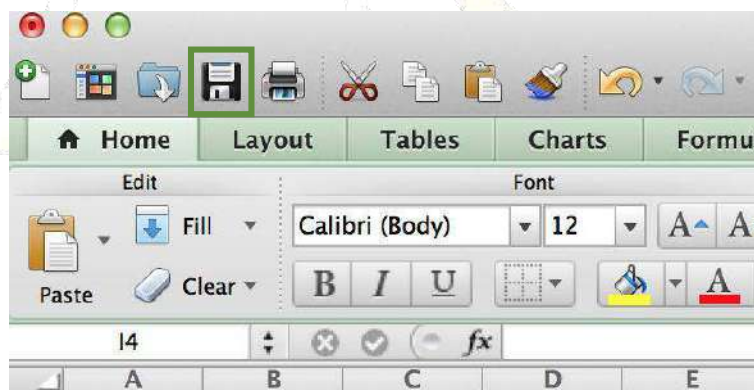 Home Layout Tables Charts Formu
Edit Font
Fill Calibri (Body) 12 A A
Paste Clear B I U A
I4 fx
A B C D E